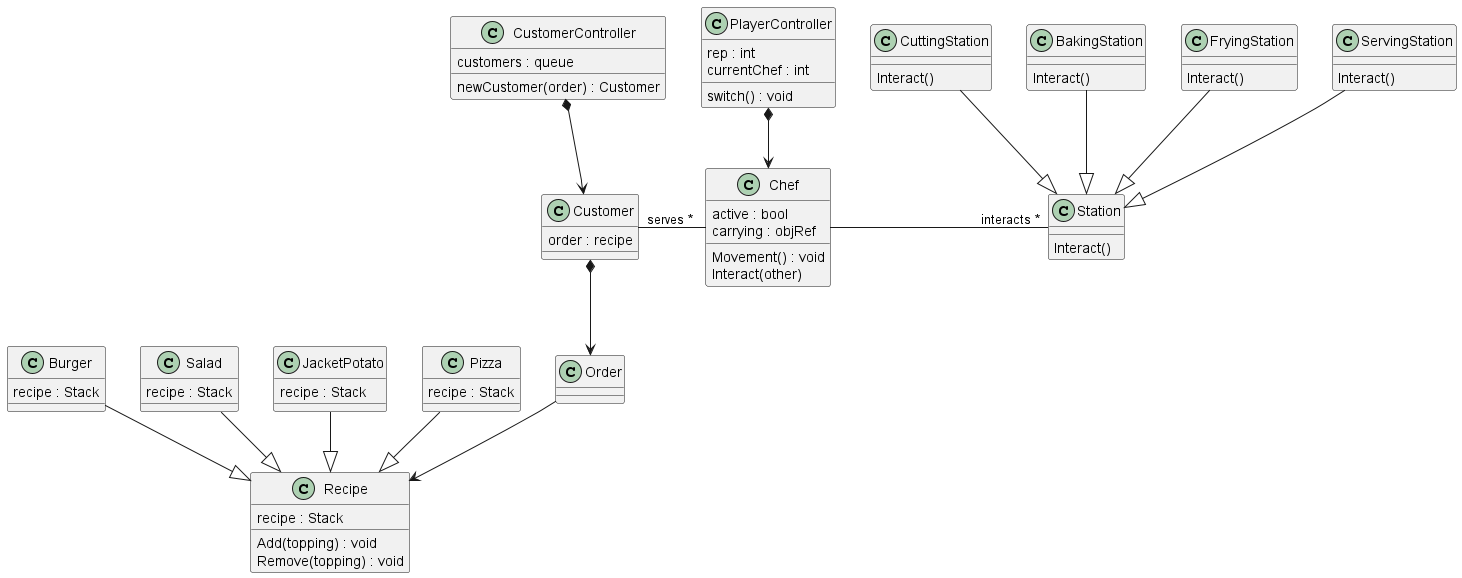 C CustomerController
customers : queue
newCustomer(order) : Customer
C PlayerController
rep : int
currentChef : int
switch() : void
C CuttingStation
Interact()
C BakingStation
Interact()
C FryingStation
Interact()
C ServingStation
Interact()
C Customer
order : recipe
serves *
C Chef
active : bool
carrying : objRef
Movement() : void
Interact(other)
interacts *
C Station
Interact()
C Burger
recipe : Stack
C Salad
recipe : Stack
C JacketPotato
recipe : Stack
C Pizza
recipe : Stack
C Order
C Recipe
recipe : Stack
Add(topping) : void
Remove(topping) : void